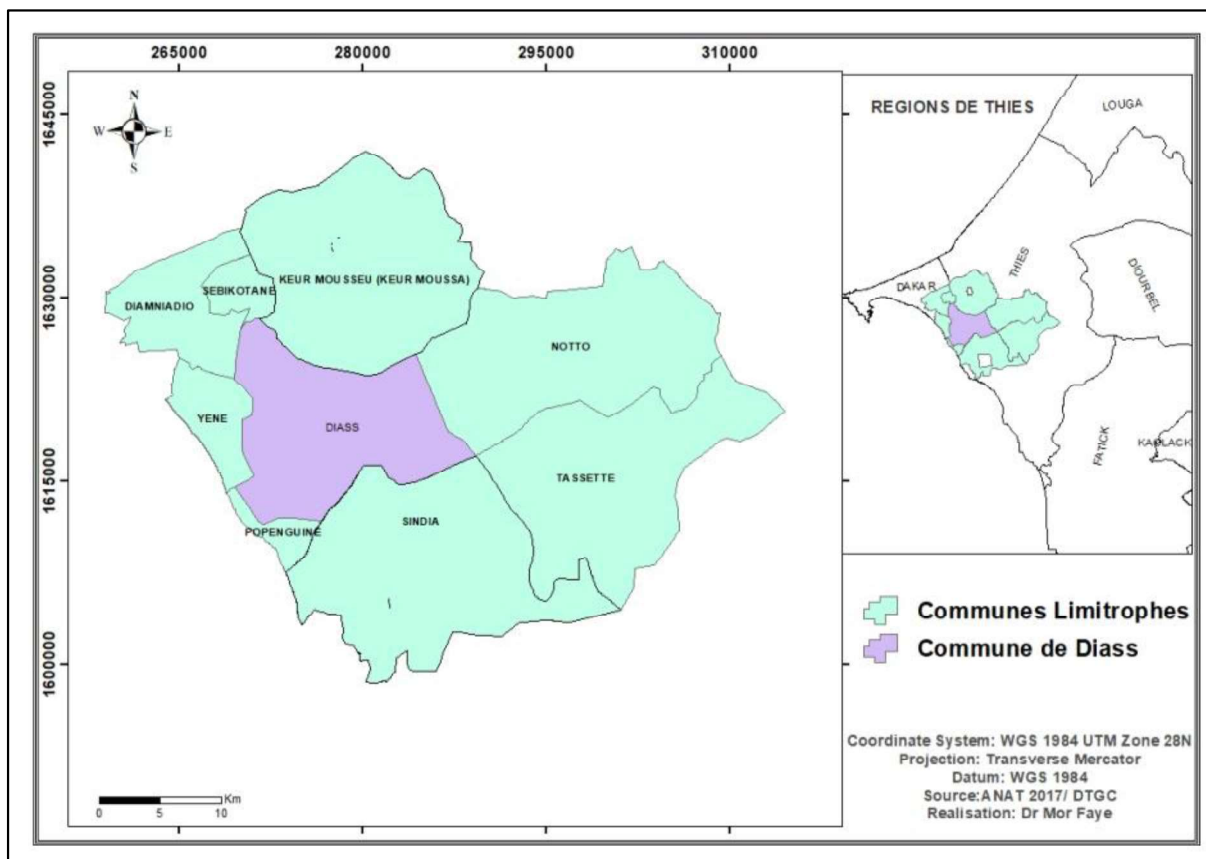 265000
280000
295000
310000
1645000
1630000
1615000
1600000
N
W
E
S
KEUR MOUSSEU (KEUR MOUSSA)
SEBIKOTANE
DIAMNIADIO
NOTTO
YENE
DIASS
TASSETTE
SINDIA
POPENGUINE
Km
0 5 10
REGIONS DE THIES
LOUGA
THIES
DAKAR
DIOURBEL
FATICK
KAOLACK
Communes Limitrophes
Commune de Diass
Coordinate System: WGS 1984 UTM Zone 28N
Projection: Transverse Mercator
Datum: WGS 1984
Source:ANAT 2017/ DTGC
Realisation: Dr Mor Faye